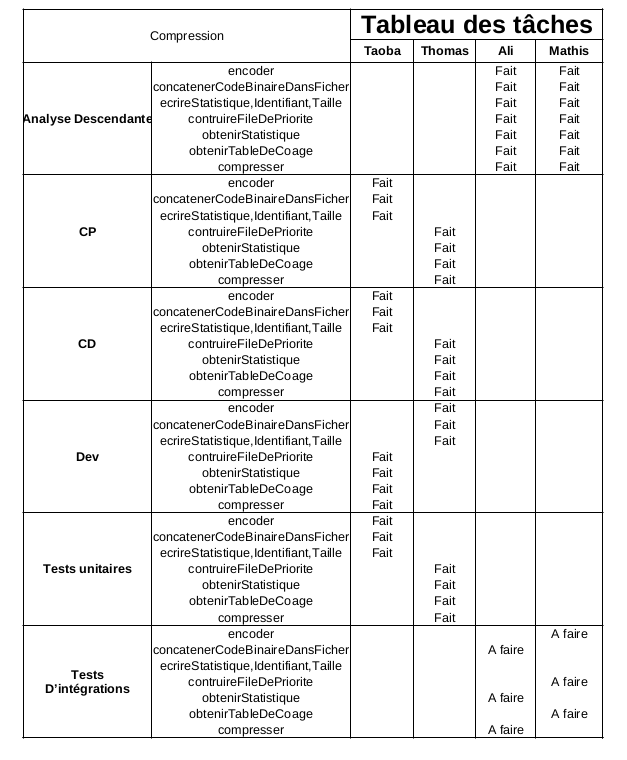 Compression Tableau des tâches
Taoba Thomas Ali Mathis
Analyse Descendante
encoder Fait Fait
concatenerCodeBinaireDansFicher Fait Fait
ecrireStatistique,Identifiant,Taille Fait Fait
contruireFileDePriorite Fait Fait
obtenirStatistique Fait Fait
obtenirTableDeCoage Fait Fait
compresser Fait Fait
CP
encoder Fait
concatenerCodeBinaireDansFicher Fait
ecrireStatistique,Identifiant,Taille Fait
contruireFileDePriorite Fait
obtenirStatistique Fait
obtenirTableDeCoage Fait
compresser Fait
CD
encoder Fait
concatenerCodeBinaireDansFicher Fait
ecrireStatistique,Identifiant,Taille Fait
contruireFileDePriorite Fait
obtenirStatistique Fait
obtenirTableDeCoage Fait
compresser Fait
Dev
encoder Fait
concatenerCodeBinaireDansFicher Fait
ecrireStatistique,Identifiant,Taille Fait
contruireFileDePriorite Fait
obtenirStatistique Fait
obtenirTableDeCoage Fait
compresser Fait
Tests unitaires
encoder Fait
concatenerCodeBinaireDansFicher Fait
ecrireStatistique,Identifiant,Taille Fait
contruireFileDePriorite Fait
obtenirStatistique Fait
obtenirTableDeCoage Fait
compresser Fait
Tests
D’intégrations
encoder A faire
concatenerCodeBinaireDansFicher A faire
ecrireStatistique,Identifiant,Taille
contruireFileDePriorite A faire
obtenirStatistique A faire
obtenirTableDeCoage A faire
compresser A faire